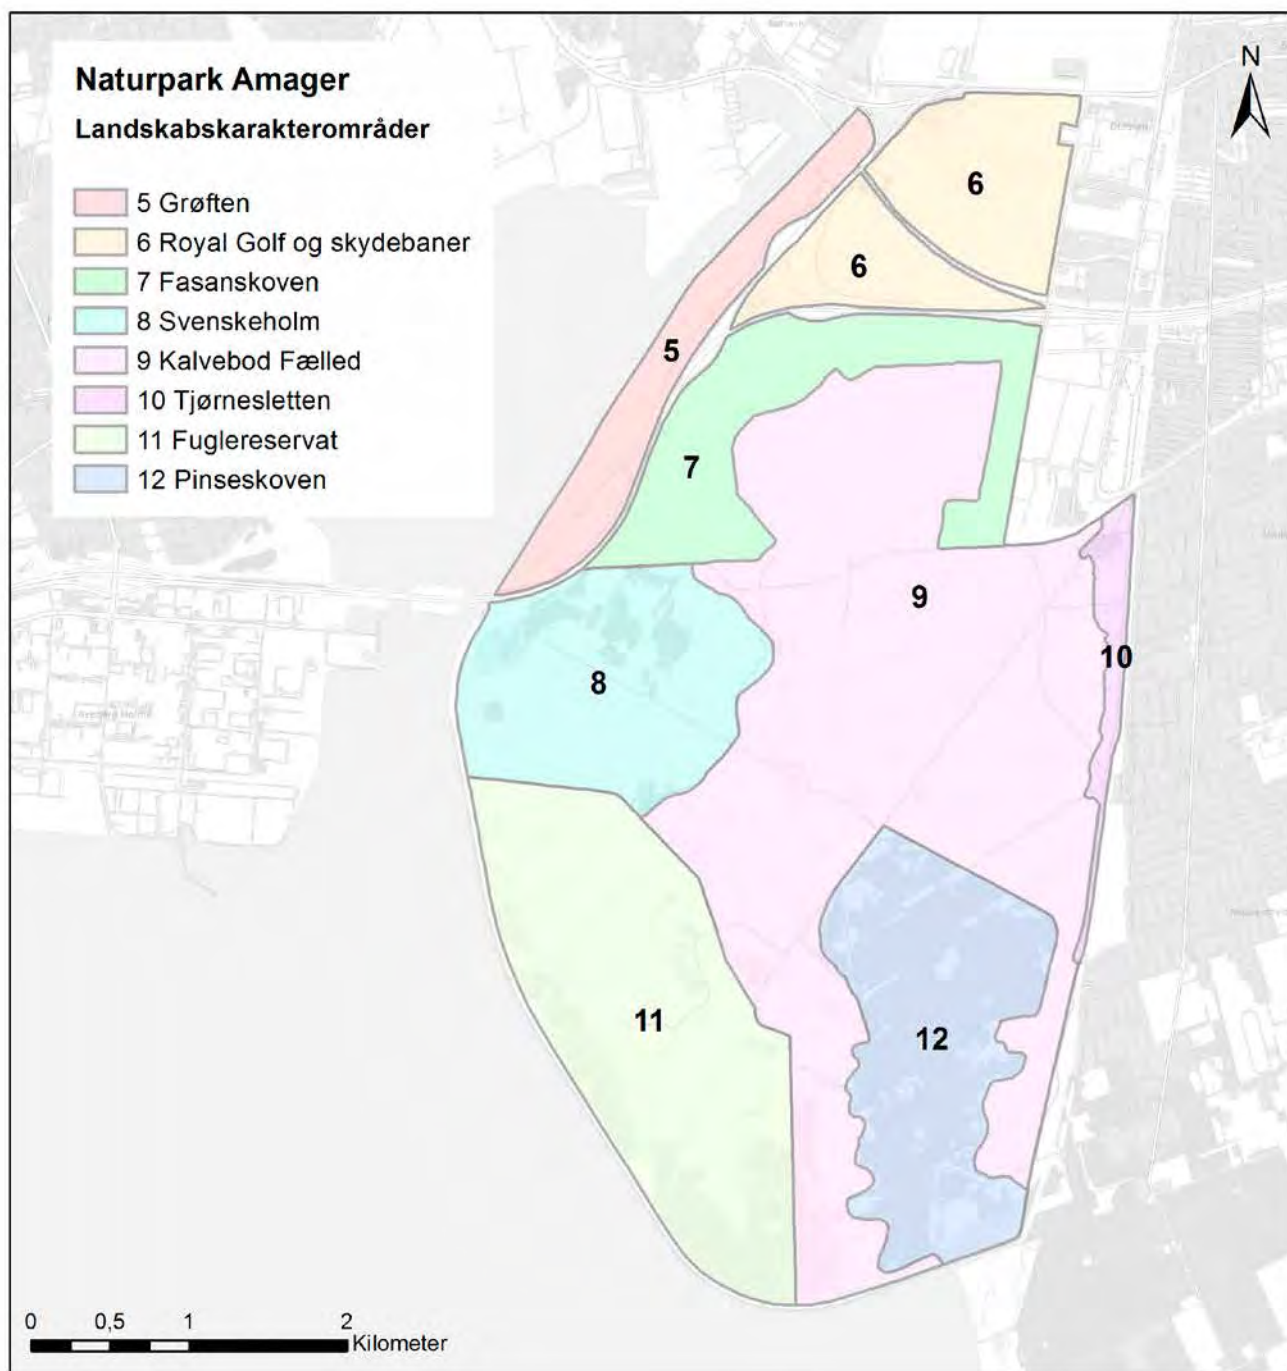 Naturpark Amager
Landskabskarakterområder
5 Grøften
6 Royal Golf og skydebaner
7 Fasanskoven
8 Svenskeholm
9 Kalvebod Fælled
10 Tjørnesletten
11 Fuglereservat
12 Pinseskoven
N
6
6
5
7
9
10
8
11
12
0 0,5 1 2
Kilometer